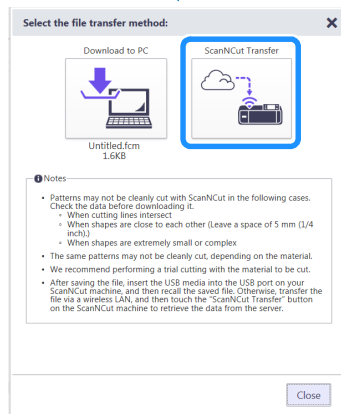 Select the file transfer method:
Download to PC
ScanNCut Transfer
Untitled.fcm
1.6KB
Notes
• Patterns may not be cleanly cut with ScanNCut in the following cases.
Check the data before downloading it.
◦ When cutting lines intersect
◦ When shapes are close to each other (Leave a space of 5 mm (1/4
inch).)
◦ When shapes are extremely small or complex
• The same patterns may not be cleanly cut, depending on the material.
• We recommend performing a trial cutting with the material to be cut.
• After saving the file, insert the USB media into the USB port on your
ScanNCut machine, and then recall the saved file. Otherwise, transfer the
file via a wireless LAN, and then touch the “ScanNCut Transfer” button
on the ScanNCut machine to retrieve the data from the server.
Close